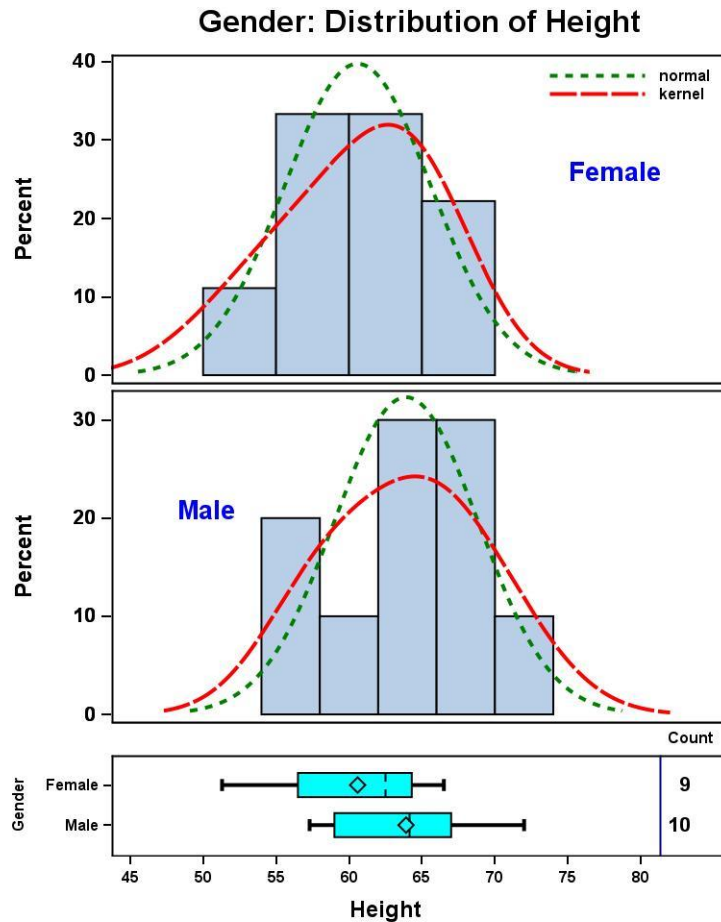 Gender: Distribution of Height
normal
kernel
Female
Percent
40
30
20
10
0
Male
Percent
30
20
10
0
Count
Gender
Female 9
Male 10
45 50 55 60 65 70 75 80
Height